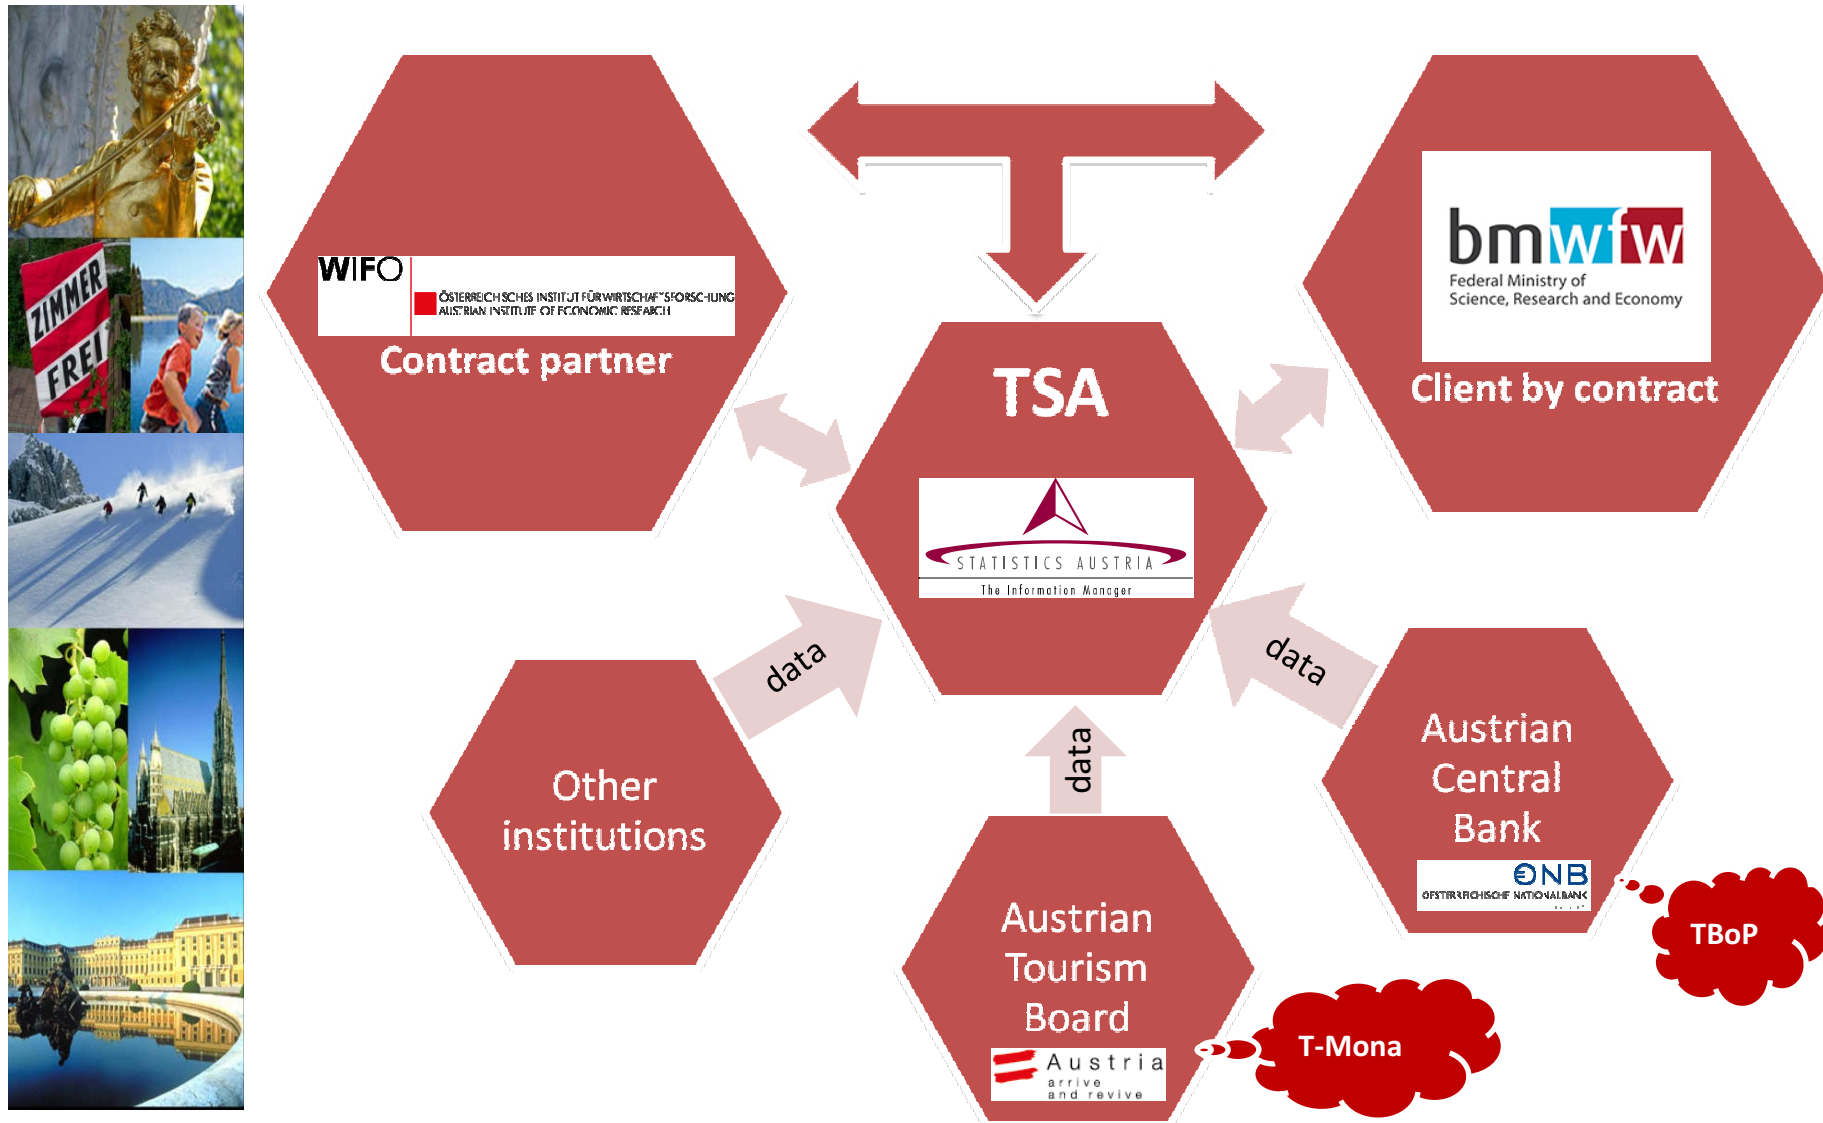 ZIMMER
FREI
WIFO
ÖSTERREICHISCHES INSTITUT FÜR WIRTSCHAFTSFORSCHUNG
AUSTRIAN INSTITUTE OF ECONOMIC RESEARCH
Contract partner
bmwfw
Federal Ministry of
Science, Research and Economy
Client by contract
TSA
STATISTICS AUSTRIA
The Information Manager
data
data
data
Other
institutions
Austrian
Tourism
Board
Austria
arrive
and revive
T-Mona
Austrian
Central
Bank
ONB
OESTERREICHISCHE NATIONALBANK
TBoP